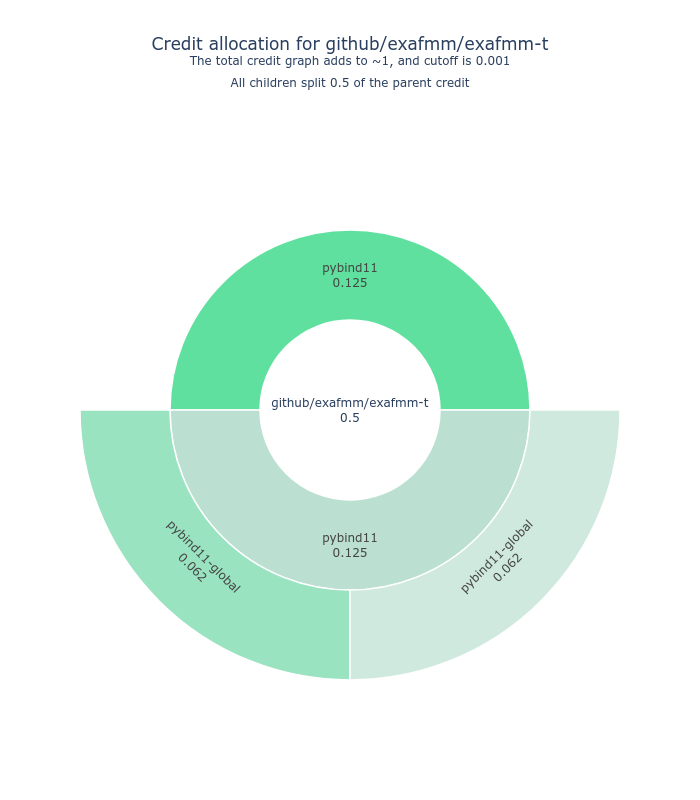 Credit allocation for github/exafmm/exafmm-t
The total credit graph adds to ~1, and cutoff is 0.001
All children split 0.5 of the parent credit
pybind11
0.125
github/exafmm/exafmm-t
0.5
pybind11
0.125
pybind11-global
0.062
pybind11-global
0.062